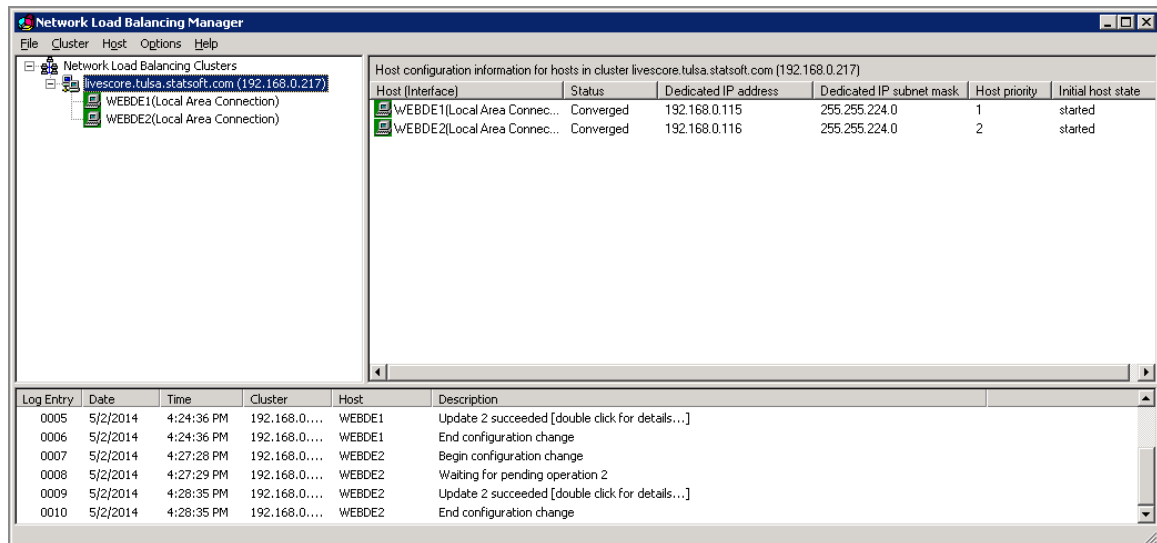 Network Load Balancing Manager
File Cluster Host Options Help
Network Load Balancing Clusters
livescore.tulsa.statsoft.com (192.168.0.217)
WEBDE1(Local Area Connection)
WEBDE2(Local Area Connection)
Host configuration information for hosts in cluster livescore.tulsa.statsoft.com (192.168.0.217)
Host (Interface) Status Dedicated IP address Dedicated IP subnet mask Host priority Initial host state
WEBDE1(Local Area Connec... Converged 192.168.0.115 255.255.224.0 1 started
WEBDE2(Local Area Connec... Converged 192.168.0.116 255.255.224.0 2 started
Log Entry Date Time Cluster Host Description
0005 5/2/2014 4:24:36 PM 192.168.0.... WEBDE1 Update 2 succeeded [double click for details...]
0006 5/2/2014 4:24:36 PM 192.168.0.... WEBDE1 End configuration change
0007 5/2/2014 4:27:28 PM 192.168.0.... WEBDE2 Begin configuration change
0008 5/2/2014 4:27:29 PM 192.168.0.... WEBDE2 Waiting for pending operation 2
0009 5/2/2014 4:28:35 PM 192.168.0.... WEBDE2 Update 2 succeeded [double click for details...]
0010 5/2/2014 4:28:35 PM 192.168.0.... WEBDE2 End configuration change